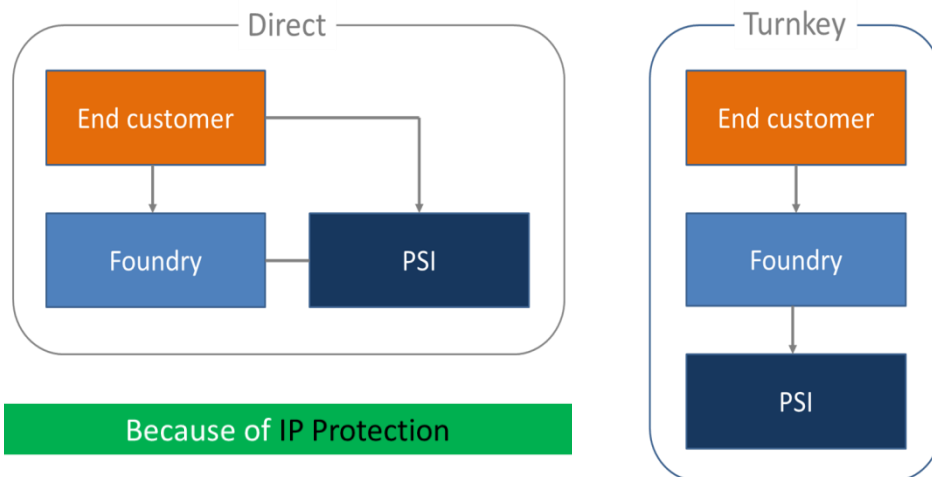 Direct
End customer
Foundry
PSI
Because of IP Protection
Turnkey
End customer
Foundry
PSI